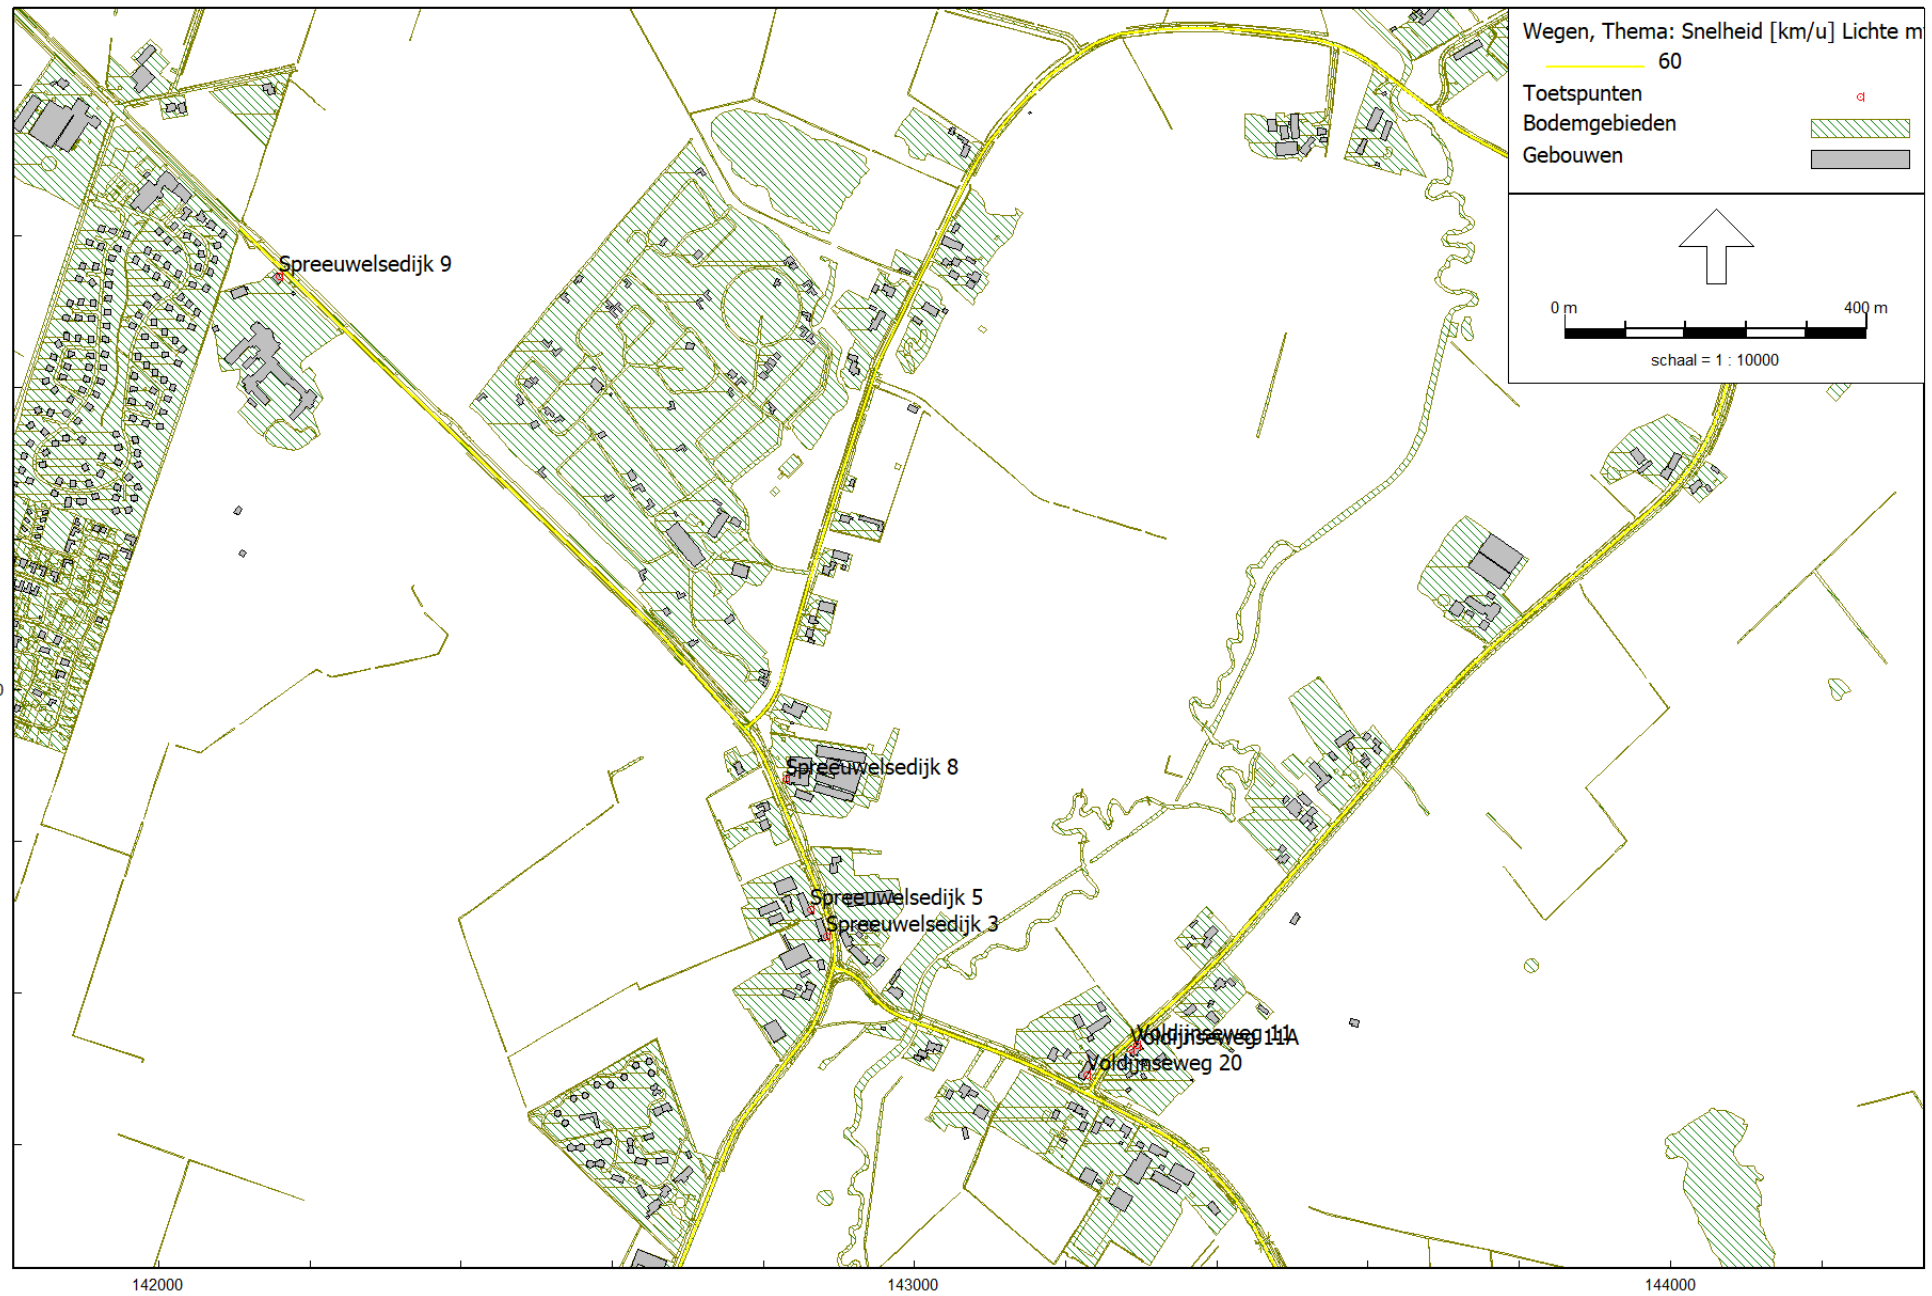 Wegen, Thema: Snelheid [km/u] Lichte m
60
Toetspunten
Bodemgebieden
Gebouwen
0 m 400 m
schaal = 1 : 10000
Spreeuwelsedijk 9
Spreeuwelsedijk 8
Spreeuwelsedijk 5
Spreeuwelsedijk 3
Voldijnseweg 11
Voldijnseweg 11A
Voldijnseweg 20
0
142000 143000 144000